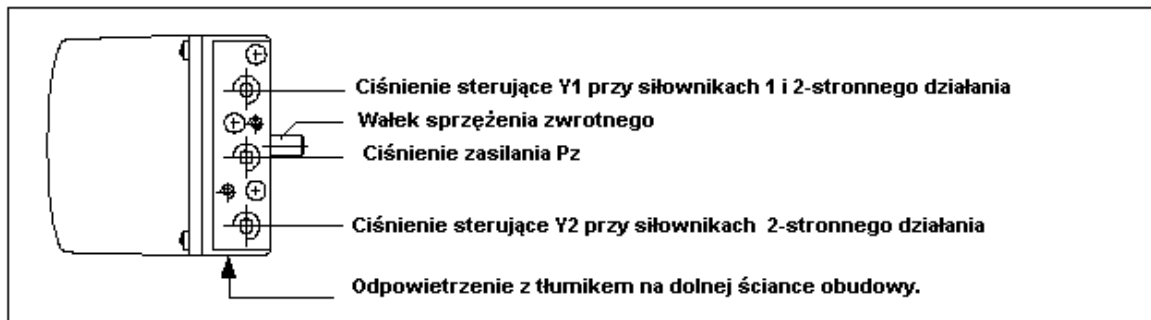 Ciśnienie sterujące Y1 przy siłownikach 1 i 2-stronnego działania
Wałek sprzężenia zwrotnego
Ciśnienie zasilania Pz
Ciśnienie sterujące Y2 przy siłownikach 2-stronnego działania
Odpowietrzenie z tłumikem na dolnej ściance obudowy.